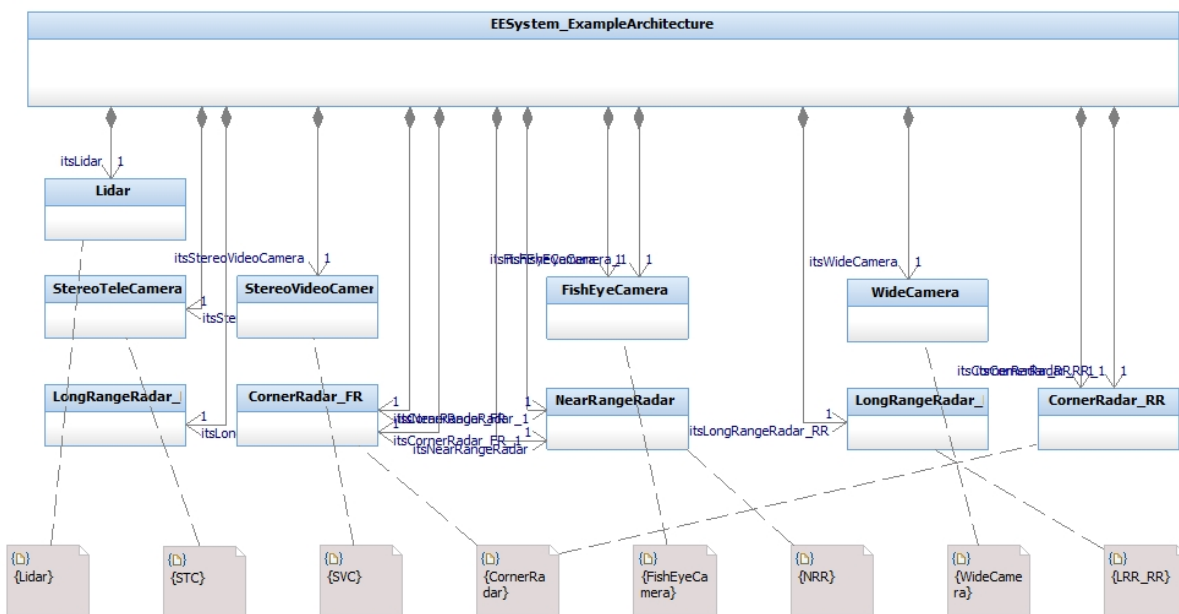 EESystem_ExampleArchitecture
itsLidar 1
Lidar
itsStereoVideoCamera 1
1
itsWideCamera 1
StereoTeleCamera
StereoVideoCamer
FishEyeCamera
WideCamera
1
itsSte
1
1
LongRangeRadar_
CornerRadar_FR
NearRangeRadar
LongRangeRadar_
CornerRadar_RR
1
itsLon
1
1
1
itsCornerRadar_FR_1
1
itsNearRangeRadar
1
itsLongRangeRadar_RR
{Lidar}
{STC}
{SVC}
{CornerRa
dar}
{FishEyeCa
mera}
{NRR}
{WideCame
ra}
{LRR_RR}